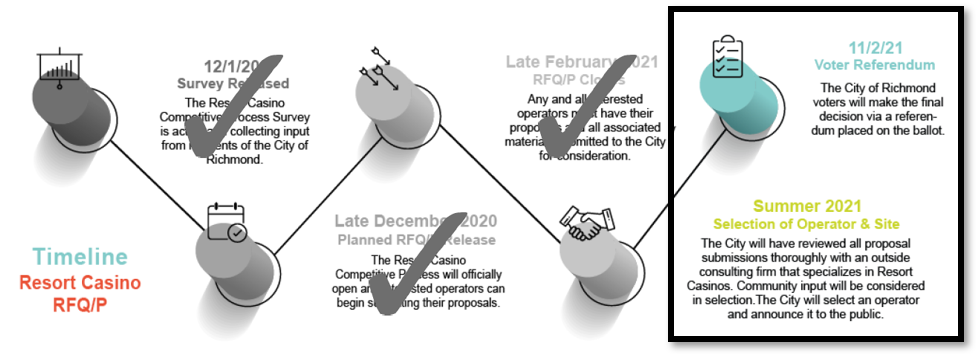 12/1/20
Survey Released
The Resort Casino
Competitive Process Survey
is collecting input
from residents of the City of
Richmond.
Late February 2021
RFQ/P Closes
Any and all interested
operators must have their
proposals and all associated
materials submitted to the City
for consideration.
11/2/21
Voter Referendum
The City of Richmond
voters will make the final
decision via a referen-
dum placed on the ballot.
Timeline
Resort Casino
RFQ/P
Late December 2020
Planned RFQ/P Release
The Resort Casino
Competitive Process will officially
open and interested operators can
begin submitting their proposals.
Summer 2021
Selection of Operator & Site
The City will have reviewed all proposal
submissions thoroughly with an outside
consulting firm that specializes in Resort
Casinos. Community input will be considered
in selection.The City will select an operator
and announce it to the public.